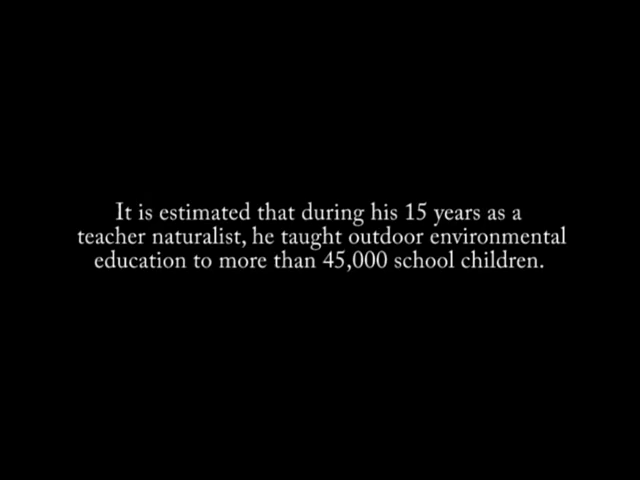 It is estimated that during his 15 years as a
teacher naturalist, he taught outdoor environmental
education to more than 45,000 school children.